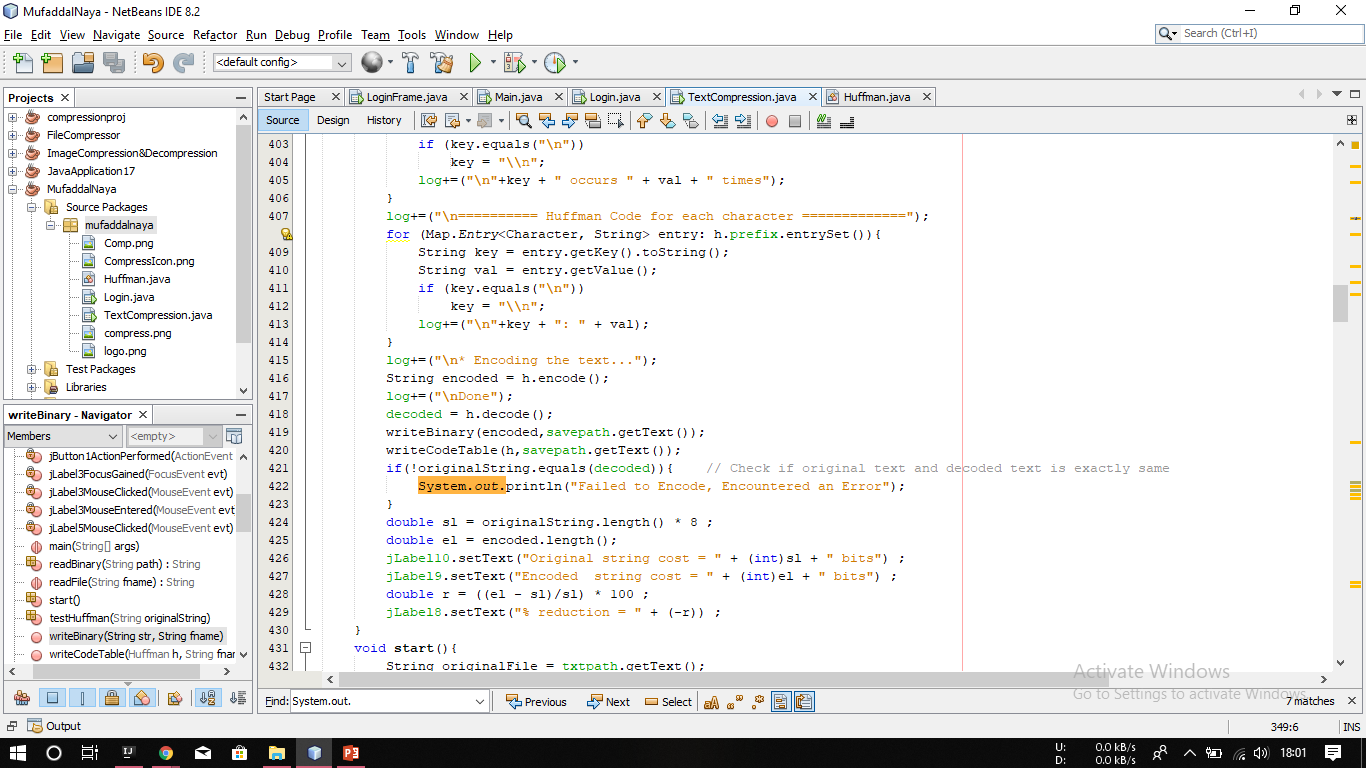 MufaddalNaya - NetBeans IDE 8.2
File Edit View Navigate Source Refactor Run Debug Profile Team Tools Window Help
Search (Ctrl+I)
<default config>
Projects
Start Page LoginFrame.java Main.java Login.java TextCompression.java Huffman.java
Source Design History
compressionproj
FileCompressor
ImageCompression&Decompression
JavaApplication17
MufaddalNaya
Source Packages
mufaddalnaya
Comp.png
CompressIcon.png
Huffman.java
Login.java
TextCompression.java
compress.png
logo.png
Test Packages
Libraries
writeBinary - Navigator
Members <empty>
jButton1ActionPerformed(ActionEvent
jLabel3FocusGained(FocusEvent evt)
jLabel3MouseClicked(MouseEvent evt)
jLabel3MouseEntered(MouseEvent evt
jLabel5MouseClicked(MouseEvent evt)
main(String[] args)
readBinary(String path) : String
readFile(String fname) : String
start()
testHuffman(String originalString)
writeBinary(String str, String fname)
writeCodeTable(Huffman h, String fnar
403 if (key.equals("\n"))
404 key = "\\n";
405 log+=("\n"+key + " occurs " + val + " times");
406 }
407 log+=("\n========== Huffman Code for each character =============");
for (Map.Entry<Character, String> entry: h.prefix.entrySet()){
409 String key = entry.getKey().toString();
410 String val = entry.getValue();
411 if (key.equals("\n"))
412 key = "\\n";
413 log+=("\n"+key + ": " + val);
414 }
415 log+=("\n* Encoding the text...");
416 String encoded = h.encode();
417 log+=("\nDone");
418 decoded = h.decode();
419 writeBinary(encoded,savepath.getText());
420 writeCodeTable(h,savepath.getText());
421 if(!originalString.equals(decoded)){ // Check if original text and decoded text is exactly same
422 System.out.println("Failed to Encode, Encountered an Error");
423 }
424 double sl = originalString.length() * 8 ;
425 double el = encoded.length();
426 jLabel10.setText("Original string cost = " + (int)sl + " bits") ;
427 jLabel9.setText("Encoded  string cost = " + (int)el + " bits") ;
428 double r = ((el - sl)/sl) * 100 ;
429 jLabel8.setText("% reduction = " + (-r)) ;
430 }
431 void start(){
432 String originalFile = txtpath.getText();
Activate Windows
Go to Settings to activate Windows.
Find: System.out. Previous Next Select aA 7 matches
Output
349:6 INS
U: 0.0 kB/s
D: 0.0 kB/s
18:01